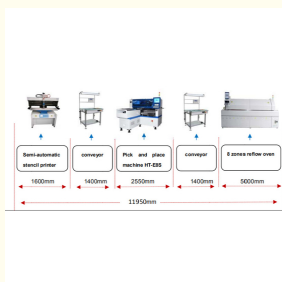 Semi-automatic
stencil printer
conveyor
Pick and place
machine HT-E8S
conveyor
8 zones reflow oven
1600mm
1400mm
2550mm
1400mm
5000mm
11950mm